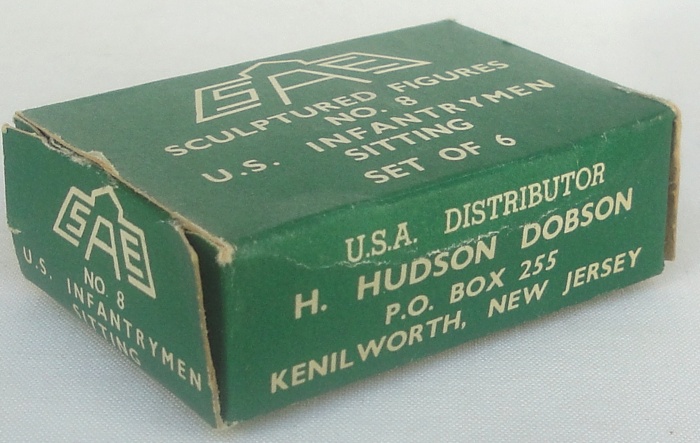 SAE
SCULPTURED FIGURES
NO. 8
U.S. INFANTRYMEN
SITTING
SET OF 6
U.S.A. DISTRIBUTOR
H. HUDSON DOBSON
P.O. BOX 255
KENILWORTH, NEW JERSEY
SAE
NO. 8
U.S. INFANTRYMEN
SITTING